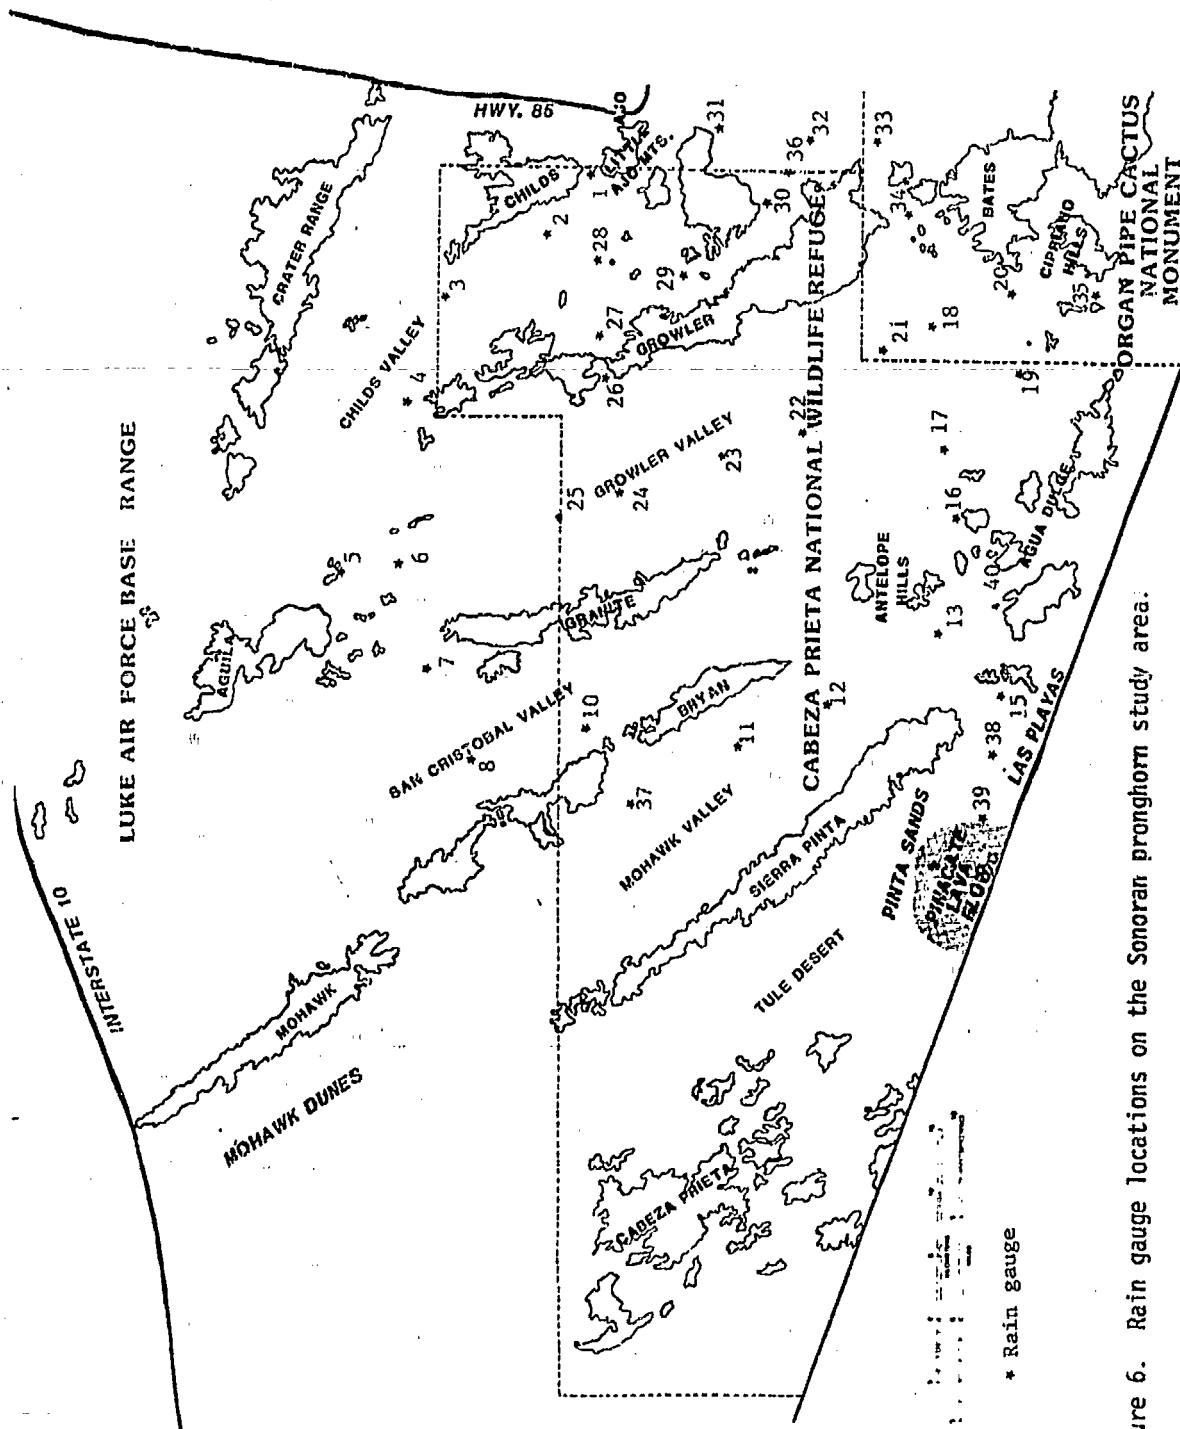 INTERSTATE 10
HWY. 85
LUKE AIR FORCE BASE RANGE
CRATER RANGE
CHILDS VALLEY
AGUILA
MOHAWK
MOHAWK DUNES
SAN CRISTOBAL VALLEY
GRANITE
GROWLER VALLEY
GROWLER
CHILDS
AJO
LITTLE
AJO MTS.
BRYAN
MOHAWK VALLEY
SIERRA PINTA
TULE DESERT
CABEZA PRIETA
CABEZA PRIETA NATIONAL WILDLIFE REFUGE
ANTELOPE
HILLS
AGUA DULCE
BATES
CIPRIANO
HILLS
ORGAN PIPE CACTUS
NATIONAL
MONUMENT
PINTA SANDS
PINACATE
LAVA
FLOW
LAS PLAYAS
1
2
3
4
5
6
7
8
10
11
12
13
15
16
17
18
19
20
21
22
23
24
25
26
27
28
29
30
31
32
33
34
35
36
37
38
39
40
* Rain gauge
ure 6. Rain gauge locations on the Sonoran pronghorn study area.